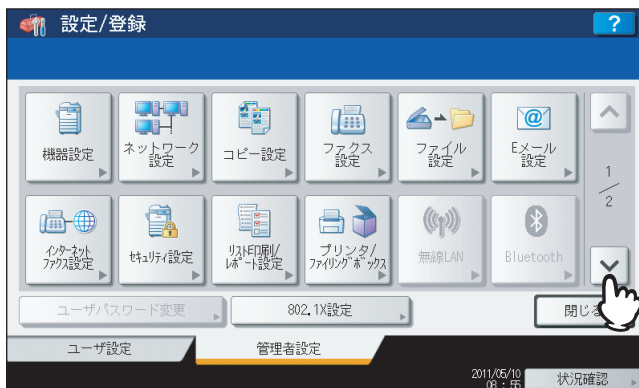 設定/登録
?
機器設定
ネットワーク
設定
コピー設定
ファクス
設定
ファイル
設定
Eメール
設定
1
/
2
インターネット
ファクス設定
セキュリティ設定
リスト印刷/
レポート設定
プリンタ/
ファイリングボックス
無線LAN
Bluetooth
ユーザパスワード変更
802.1X設定
閉じる
ユーザ設定
管理者設定
2011/05/10
08:55
状況確認